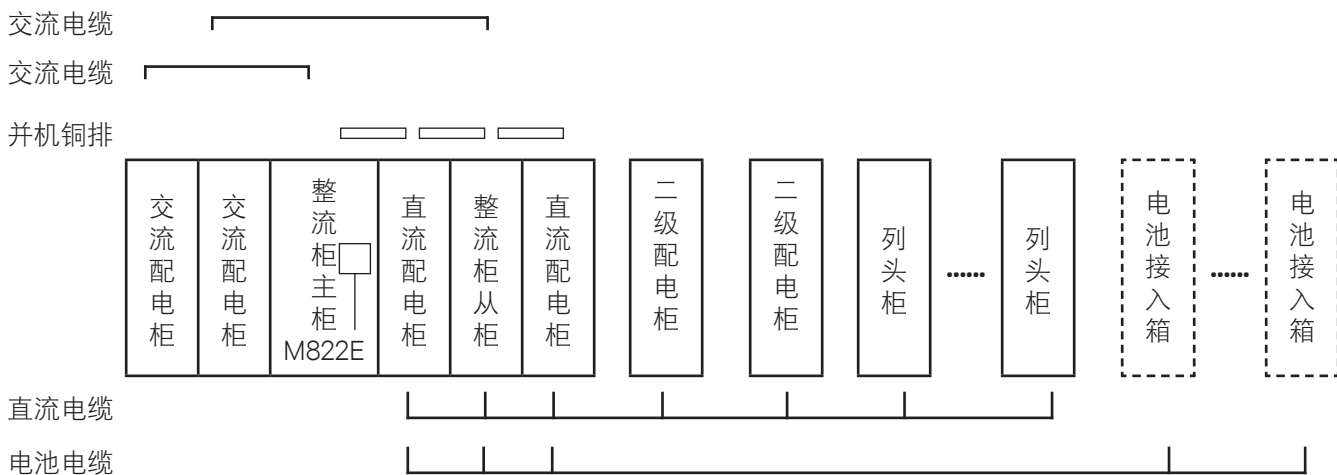 交流电缆
交流电缆
并机铜排
交流配电柜
交流配电柜
整流柜主柜
M822E
直流配电柜
整流柜从柜
直流配电柜
二级配电柜
二级配电柜
列头柜
......
列头柜
电池接入箱
......
电池接入箱
直流电缆
电池电缆